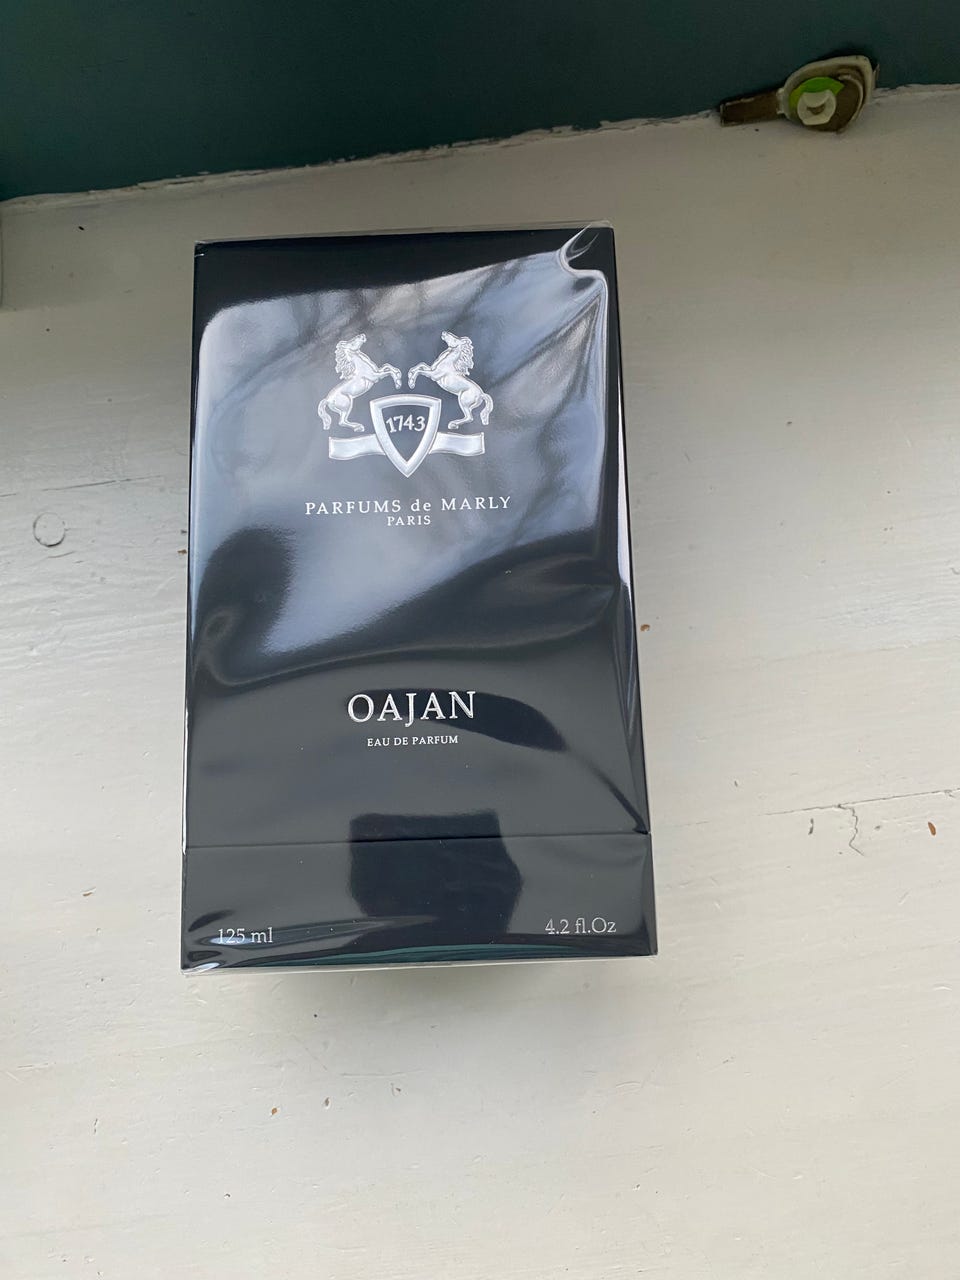 1743
PARFUMS de MARLY
PARIS
OAJAN
EAU DE PARFUM
125 ml
4.2 fl.Oz